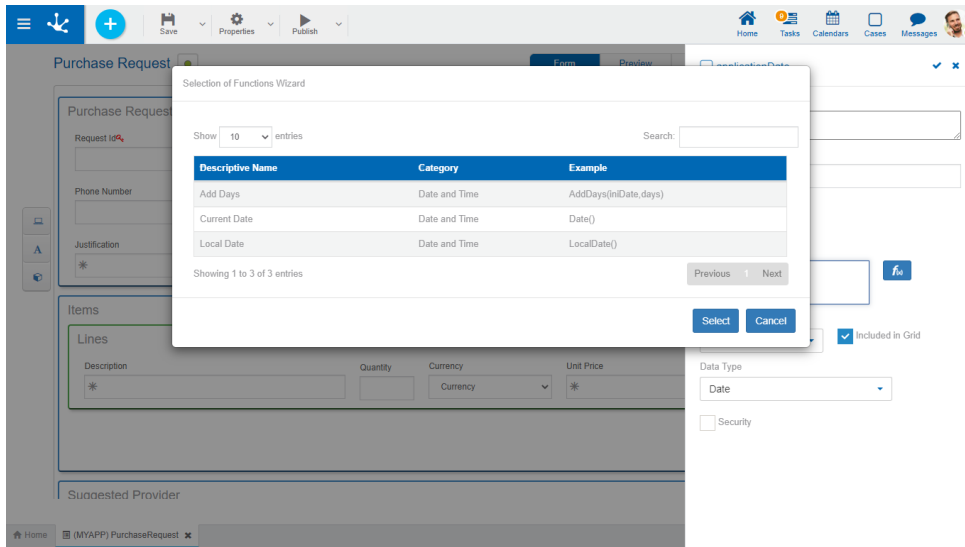 Save
Properties
Publish
Home
9
Tasks
Calendars
Cases
Messages
Purchase Request
Form
Preview
applicationDate
Selection of Functions Wizard
Show 10 entries
Search:
Descriptive Name Category Example
Add Days Date and Time AddDays(iniDate,days)
Current Date Date and Time Date()
Local Date Date and Time LocalDate()
Showing 1 to 3 of 3 entries
Previous 1 Next
Select Cancel
Purchase Request
Request Id
Phone Number
Justification
A
f(x)
Items
Lines
Description Quantity Currency Unit Price
Currency
Included in Grid
Data Type
Date
Security
Suggested Provider
Home (MYAPP) PurchaseRequest